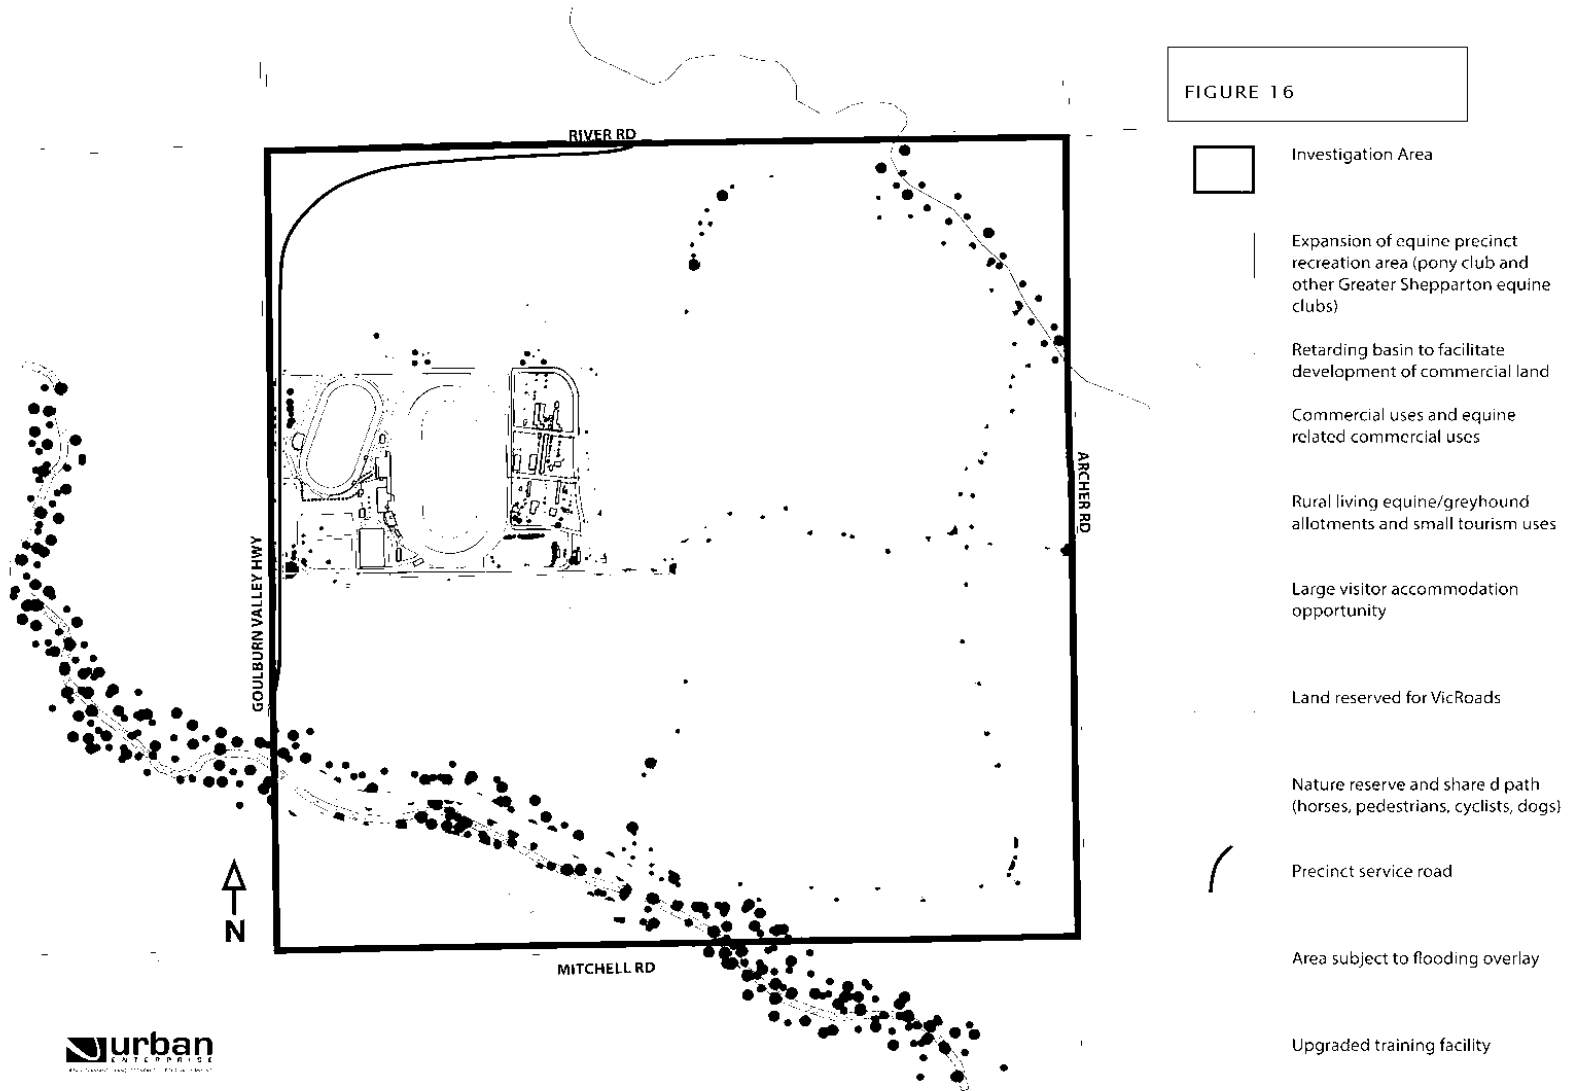 FIGURE 16
RIVER RD
Investigation Area
Expansion of equine precinct
recreation area (pony club and
other Greater Shepparton equine
clubs)
Retarding basin to facilitate
development of commercial land
Commercial uses and equine
related commercial uses
ARCHER RD
Rural living equine/greyhound
allotments and small tourism uses
GOULBURN VALLEY HWY
Large visitor accommodation
opportunity
Land reserved for VicRoads
Nature reserve and share d path
(horses, pedestrians, cyclists, dogs)
Precinct service road
N
MITCHELL RD
Area subject to flooding overlay
urban
ENTERPRISE
Upgraded training facility